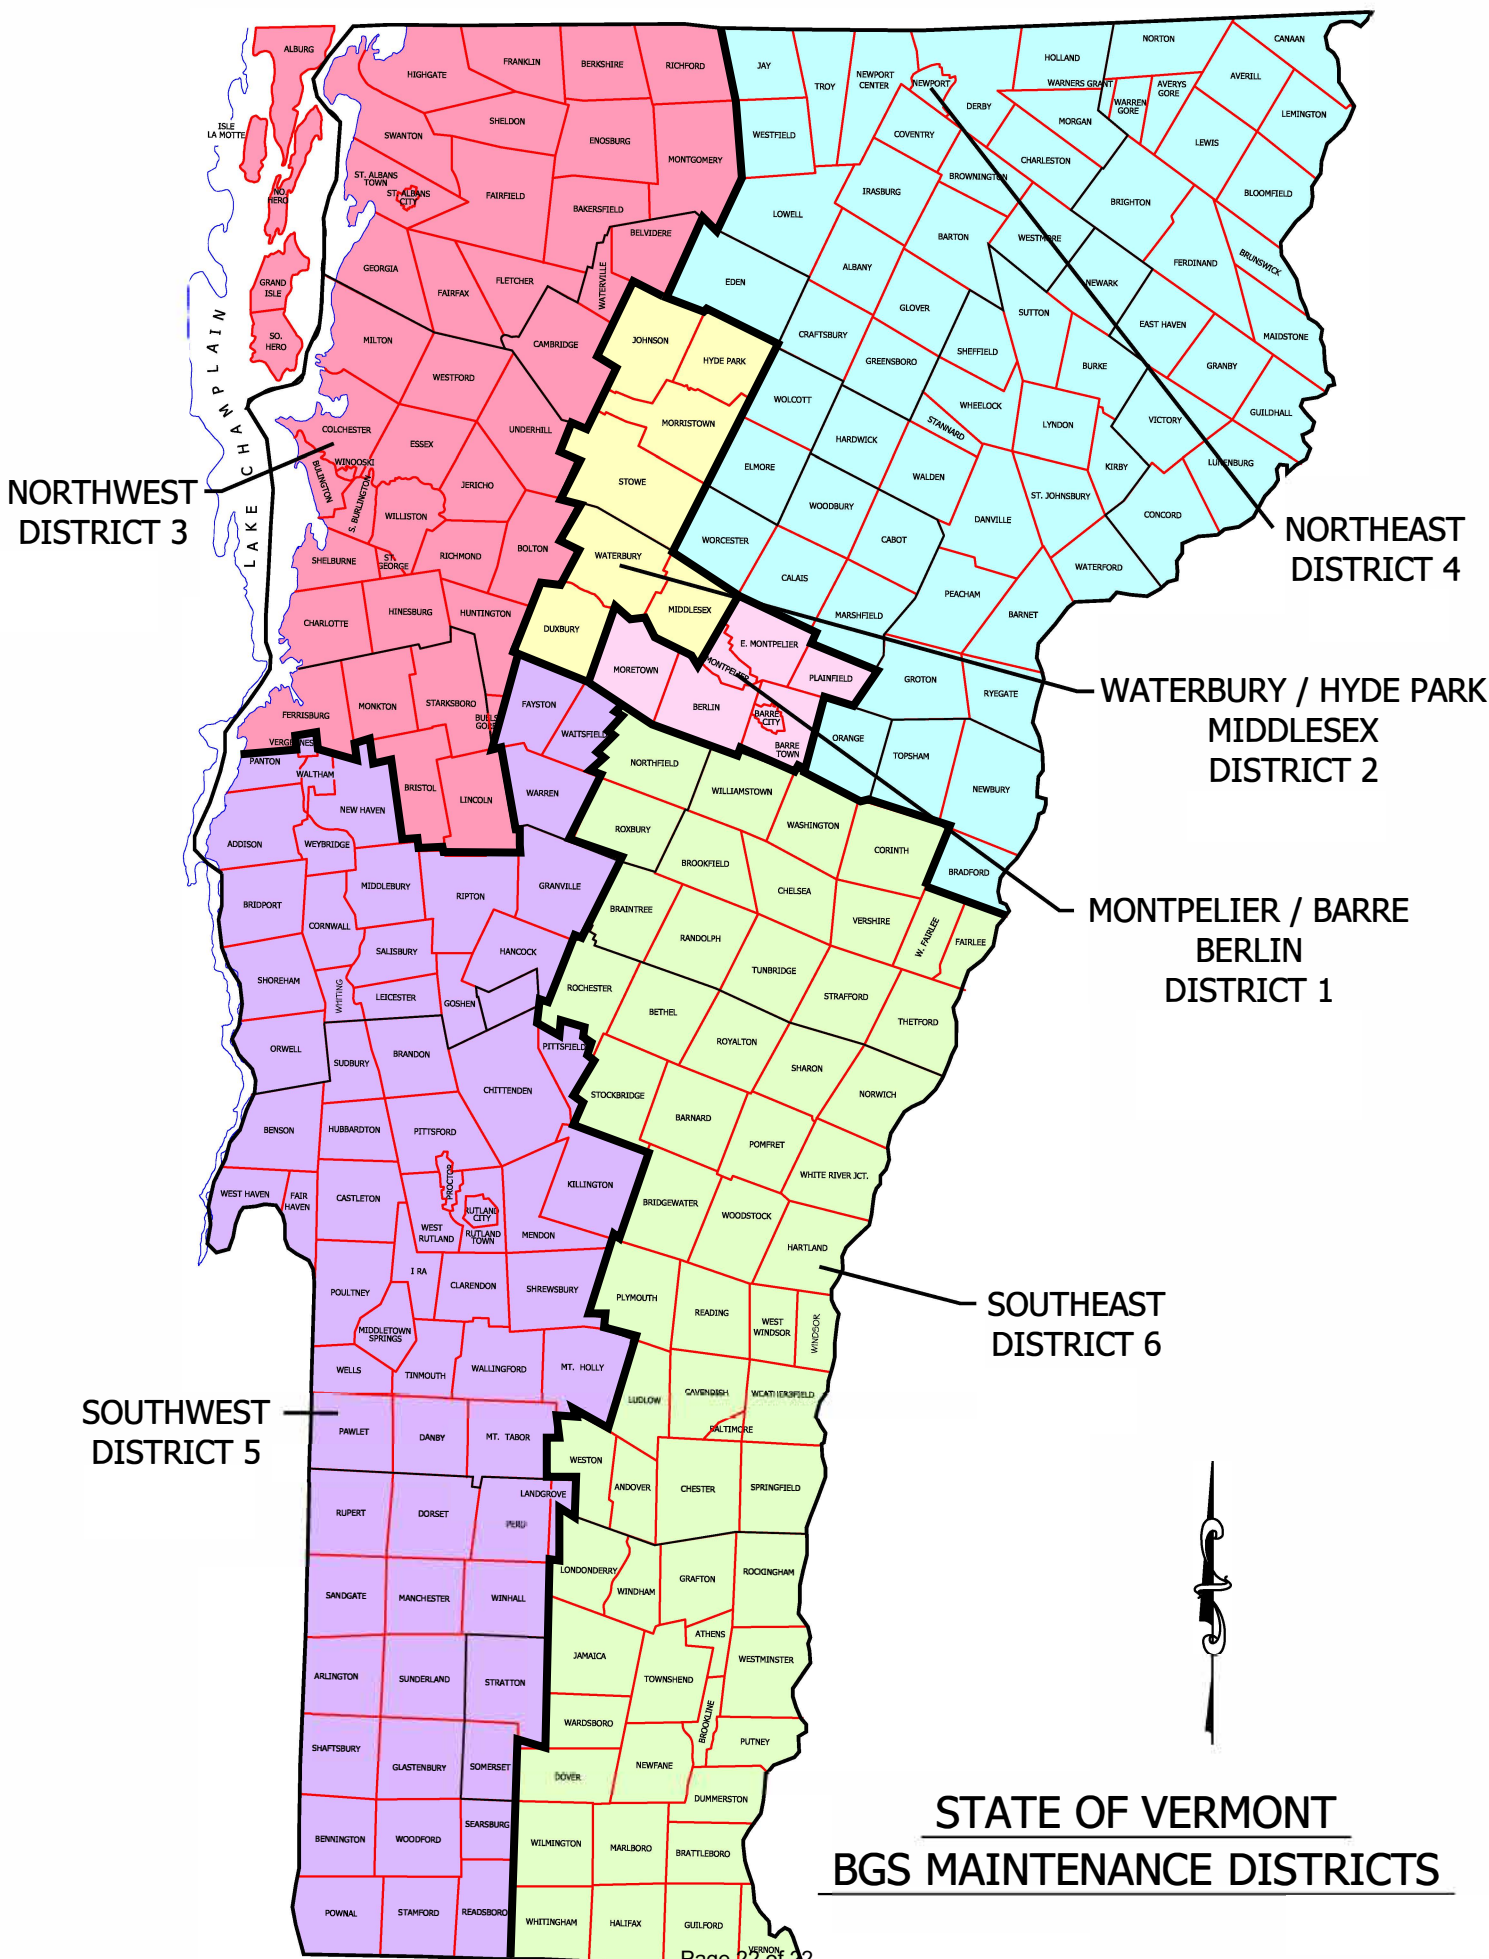 ALBURG
HIGHGATE
FRANKLIN
BERKSHIRE
RICHFORD
JAY
TROY
NEWPORT
CENTER
NEWPORT
DERBY
HOLLAND
NORTON
CANAAN
WARNERS GRANT
WARREN
GORE
AVERYS
GORE
AVERILL
LEMINGTON
ISLE
LA MOTTE
SWANTON
SHELDON
ENOSBURG
MONTGOMERY
WESTFIELD
COVENTRY
MORGAN
LEWIS
CHARLESTON
ST. ALBANS
TOWN
ST. ALBANS
CITY
NO.
HERO
FAIRFIELD
BAKERSFIELD
BELVIDERE
LOWELL
IRASBURG
BROWNINGTON
BRIGHTON
BLOOMFIELD
BARTON
WESTMORE
FERDINAND
BRUNSWICK
GEORGIA
GRAND
ISLE
FAIRFAX
FLETCHER
WATERVILLE
EDEN
ALBANY
GLOVER
NEWARK
SUTTON
EAST HAVEN
MAIDSTONE
SO.
HERO
MILTON
CAMBRIDGE
JOHNSON
HYDE PARK
CRAFTSBURY
GREENSBORO
SHEFFIELD
BURKE
GRANBY
WESTFORD
WOLCOTT
WHEELOCK
GUILDHALL
LAKE CHAMPLAIN
COLCHESTER
ESSEX
UNDERHILL
MORRISTOWN
HARDWICK
STANNARD
LYNDON
VICTORY
WINOOSKI
BULINGTON
S. BURLINGTON
JERICHO
STOWE
ELMORE
WALDEN
KIRBY
LUNENBURG
NORTHWEST
DISTRICT 3
WILLISTON
WOODBURY
ST. JOHNSBURY
CONCORD
DANVILLE
NORTHEAST
DISTRICT 4
SHELBURNE
ST.
GEORGE
RICHMOND
BOLTON
WATERBURY
WORCESTER
CABOT
CALAIS
WATERFORD
CHARLOTTE
HINESBURG
HUNTINGTON
DUXBURY
MIDDLESEX
MARSHFIELD
PEACHAM
BARNET
E. MONTPELIER
MORETOWN
MONTPELIER
PLAINFIELD
GROTON
RYEGATE
WATERBURY / HYDE PARK
MIDDLESEX
DISTRICT 2
FERRISBURG
MONKTON
STARKSBORO
BULLS
GORE
FAYSTON
WAITSFIELD
BERLIN
BARRE
CITY
BARRE
TOWN
ORANGE
TOPSHAM
NEWBURY
VERGENNES
PANTON
WALTHAM
NEW HAVEN
BRISTOL
LINCOLN
WARREN
NORTHFIELD
WILLIAMSTOWN
WASHINGTON
CORINTH
BRADFORD
ADDISON
WEYBRIDGE
ROXBURY
BROOKFIELD
CHELSEA
VERSHIRE
MONTPELIER / BARRE
BERLIN
DISTRICT 1
BRIDPORT
MIDDLEBURY
RIPTON
GRANVILLE
BRAINTREE
W. FAIRLEE
FAIRLEE
CORNWALL
SALISBURY
HANCOCK
RANDOLPH
TUNBRIDGE
STRAFFORD
THETFORD
SHOREHAM
WHITING
LEICESTER
GOSHEN
ROCHESTER
BETHEL
ROYALTON
ORWELL
SUDBURY
BRANDON
PITTSFIELD
SHARON
NORWICH
CHITTENDEN
STOCKBRIDGE
BARNARD
BENSON
HUBBARDTON
PITTSFORD
POMFRET
WHITE RIVER JCT.
WEST HAVEN
FAIR
HAVEN
CASTLETON
PROCTOR
KILLINGTON
BRIDGEWATER
WOODSTOCK
RUTLAND
CITY
WEST
RUTLAND
RUTLAND
TOWN
MENDON
HARTLAND
POULTNEY
I RA
CLARENDON
SHREWSBURY
PLYMOUTH
READING
WEST
WINDSOR
WINDSOR
SOUTHEAST
DISTRICT 6
MIDDLETOWN
SPRINGS
WELLS
TINMOUTH
WALLINGFORD
MT. HOLLY
LUDLOW
CAVENDISH
WEATHERSFIELD
BALTIMORE
SOUTHWEST
DISTRICT 5
PAWLET
DANBY
MT. TABOR
WESTON
ANDOVER
CHESTER
SPRINGFIELD
LANDGROVE
RUPERT
DORSET
PERU
LONDONDERRY
WINDHAM
GRAFTON
ROCKINGHAM
SANDGATE
MANCHESTER
WINHALL
ATHENS
JAMAICA
TOWNSHEND
WESTMINSTER
ARLINGTON
SUNDERLAND
STRATTON
WARDSBORO
BROOKLINE
PUTNEY
SHAFTSBURY
GLASTENBURY
SOMERSET
DOVER
NEWFANE
DUMMERSTON
SEARSBURG
BENNINGTON
WOODFORD
WILMINGTON
MARLBORO
BRATTLEBORO
POWNAL
STAMFORD
READSBORO
WHITINGHAM
HALIFAX
GUILFORD
VERNON
STATE OF VERMONT
BGS MAINTENANCE DISTRICTS
Page 22 of 22